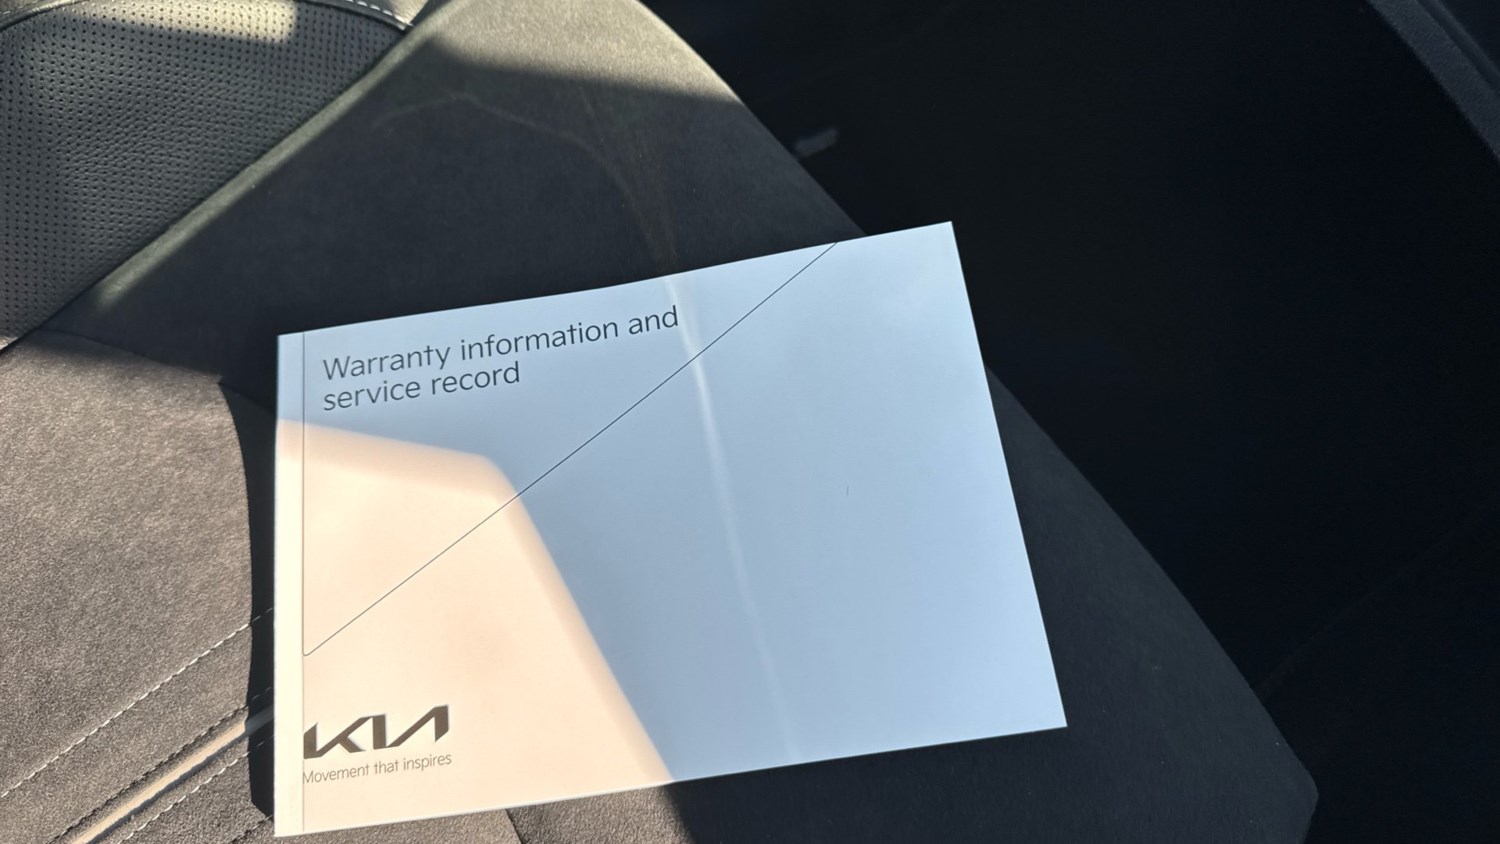 Warranty information and
service record
KIA
Movement that inspires